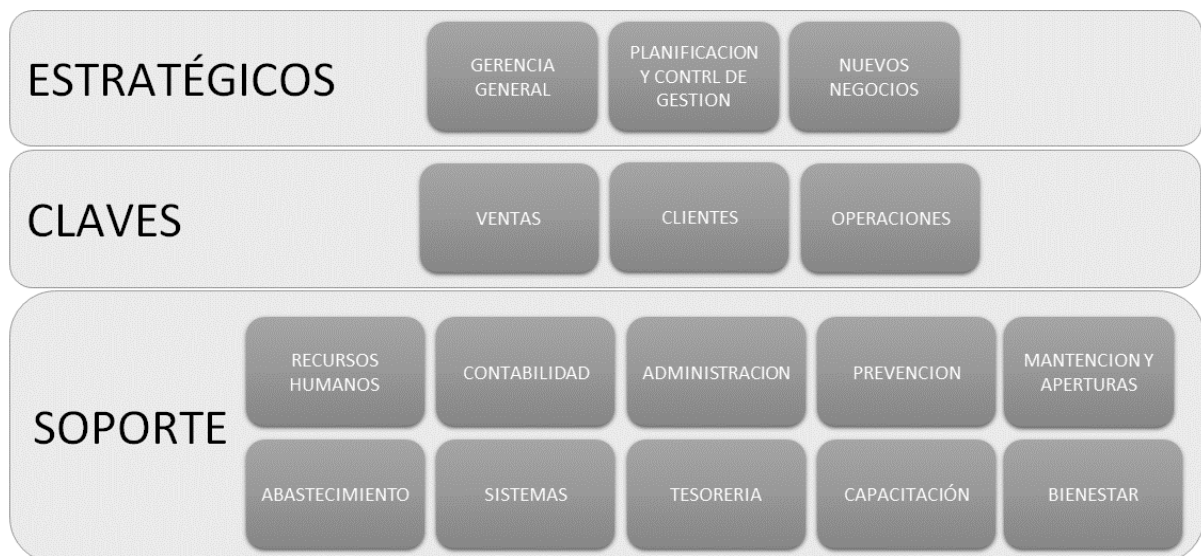 ESTRATÉGICOS
GERENCIA
GENERAL
PLANIFICACION
Y CONTRL DE
GESTION
NUEVOS
NEGOCIOS
CLAVES
VENTAS
CLIENTES
OPERACIONES
SOPORTE
RECURSOS
HUMANOS
CONTABILIDAD
ADMINISTRACION
PREVENCION
MANTENCION Y
APERTURAS
ABASTECIMIENTO
SISTEMAS
TESORERIA
CAPACITACIÓN
BIENESTAR